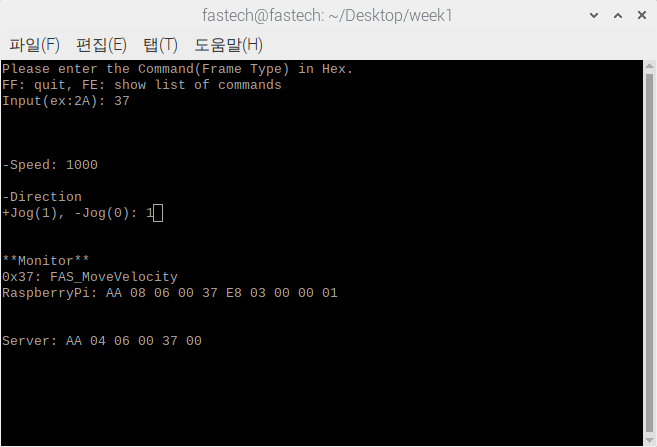 fastech@fastech: ~/Desktop/week1
파일(F) 편집(E) 탭(T) 도움말(H)
Please enter the Command(Frame Type) in Hex.
FF: quit, FE: show list of commands
Input(ex:2A): 37
-Speed: 1000
-Direction
+Jog(1), -Jog(0): 1
**Monitor**
0x37: FAS_MoveVelocity
RaspberryPi: AA 08 06 00 37 E8 03 00 00 01
Server: AA 04 06 00 37 00